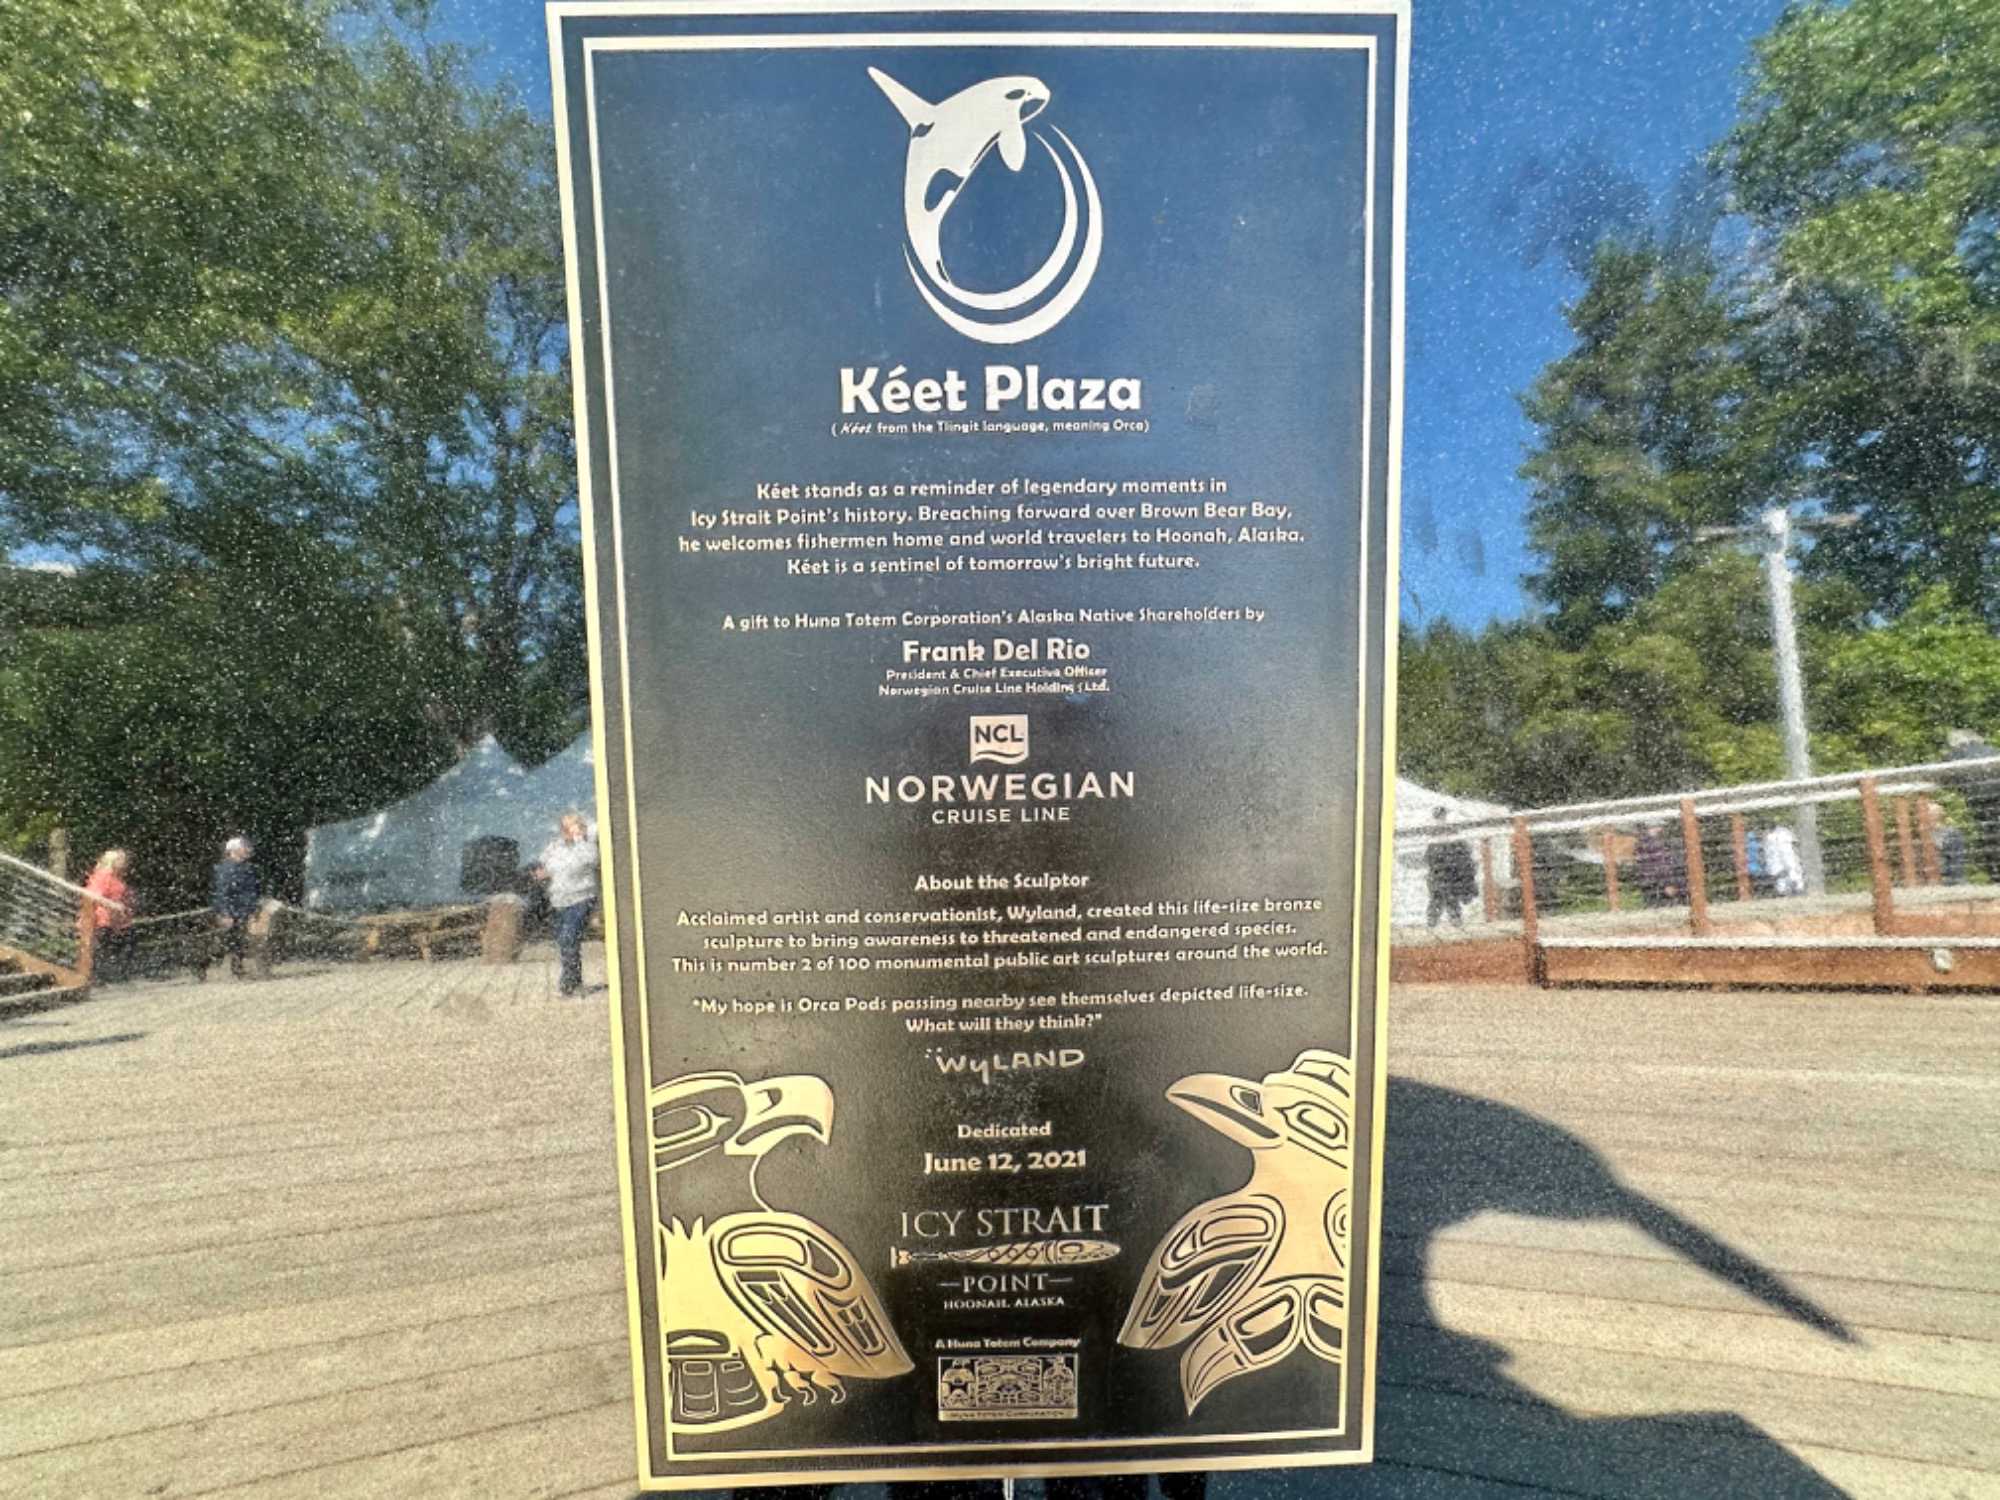 Kéet Plaza
(Kéet from the Tlingit language, meaning Orca)
Kéet stands as a reminder of legendary moments in
Icy Strait Point's history. Breaching forward over Brown Bear Bay,
he welcomes fishermen home and world travelers to Hoonah, Alaska.
Kéet is a sentinel of tomorrow's bright future.
A gift to Huna Totem Corporation's Alaska Native Shareholders by
Frank Del Rio
President & Chief Executive Officer
Norwegian Cruise Line Holdings Ltd.
NCL
NORWEGIAN
CRUISE LINE
About the Sculptor
Acclaimed artist and conservationist, Wyland, created this life-size bronze
sculpture to bring awareness to threatened and endangered species.
This is number 2 of 100 monumental public art sculptures around the world.
"My hope is Orca Pods passing nearby see themselves depicted life-size.
What will they think?"
WyLAND
Dedicated
June 12, 2021
ICY STRAIT
—POINT—
HOONAH, ALASKA
A Huna Totem Company
HUNA TOTEM CORPORATION